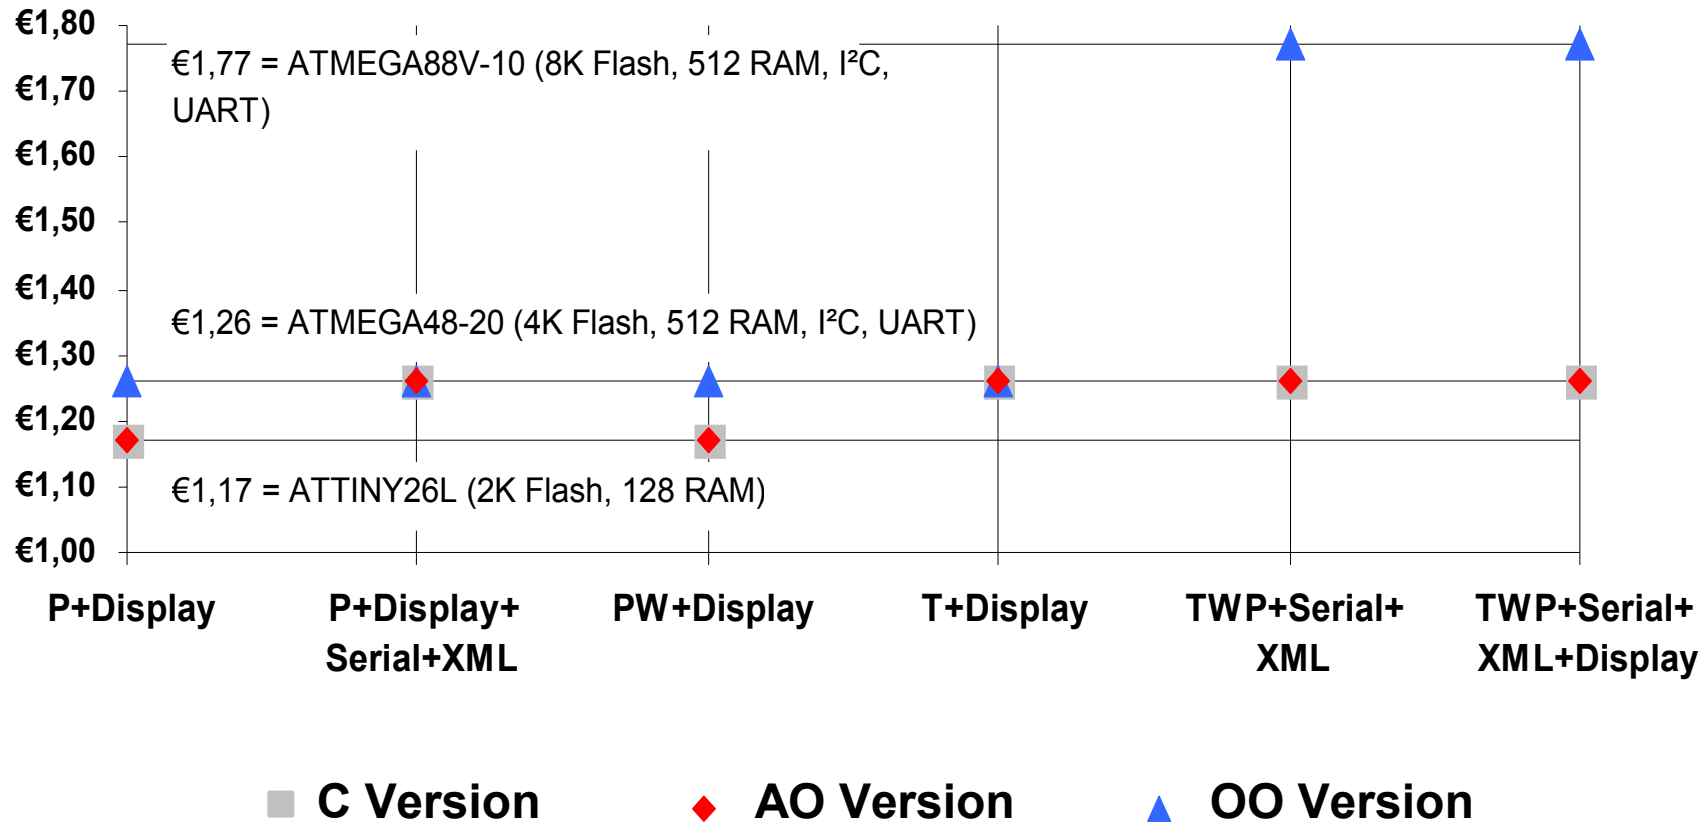 €1,80
€1,70
€1,60
€1,50
€1,40
€1,30
€1,20
€1,10
€1,00
€1,77 = ATMEGA88V-10 (8K Flash, 512 RAM, I²C,
UART)
€1,26 = ATMEGA48-20 (4K Flash, 512 RAM, I²C, UART)
€1,17 = ATTINY26L (2K Flash, 128 RAM)
P+Display
P+Display+
Serial+XML
PW+Display
T+Display
TWP+Serial+
XML
TWP+Serial+
XML+Display
C Version
AO Version
OO Version